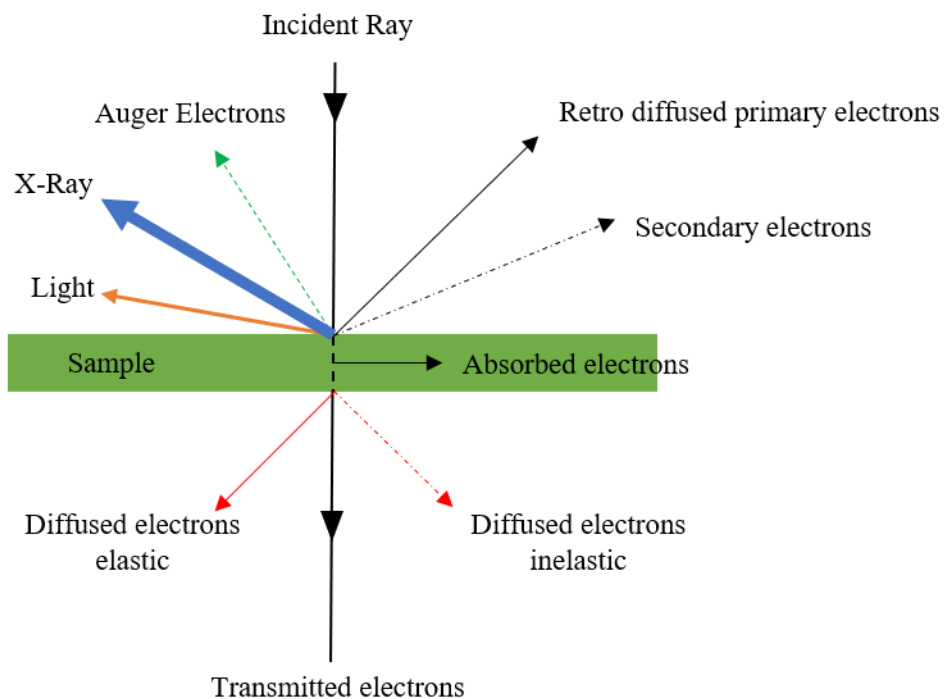 Incident Ray
Auger Electrons
Retro diffused primary electrons
X-Ray
Secondary electrons
Light
Sample
Absorbed electrons
Diffused electrons
elastic
Diffused electrons
inelastic
Transmitted electrons